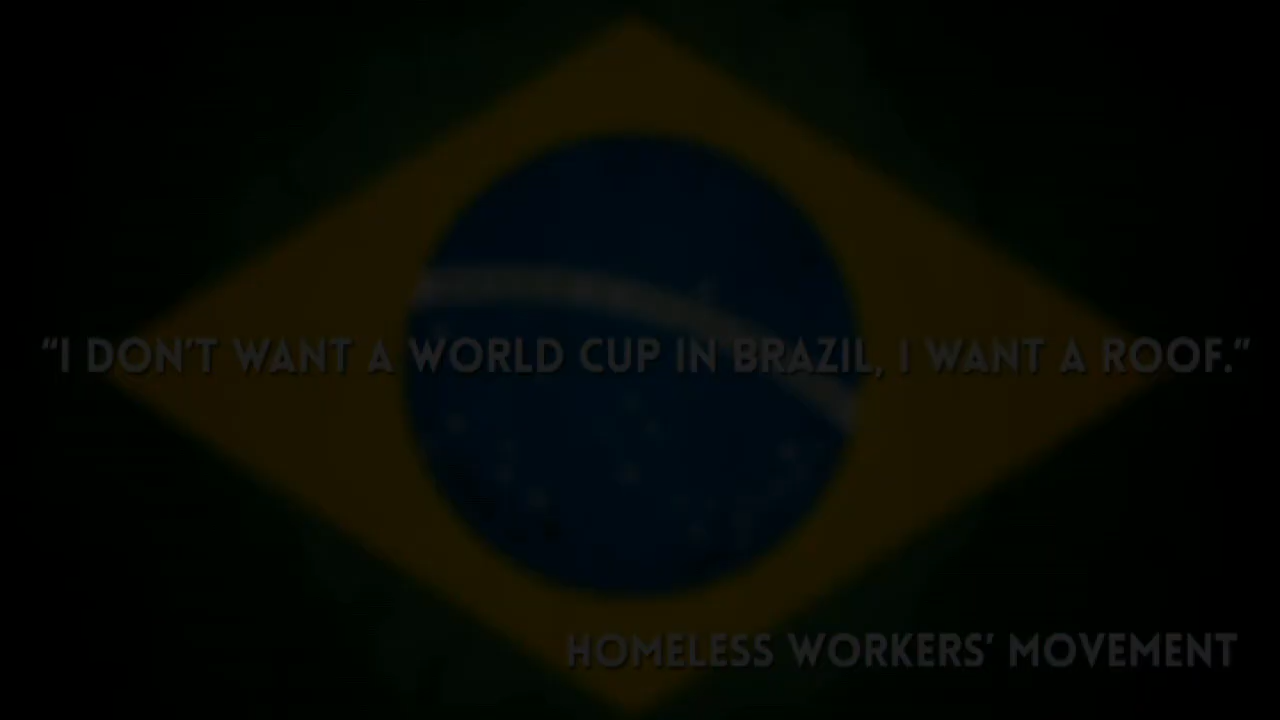 “I DON’T WANT A WORLD CUP IN BRAZIL, I WANT A ROOF.”
HOMELESS WORKERS’ MOVEMENT